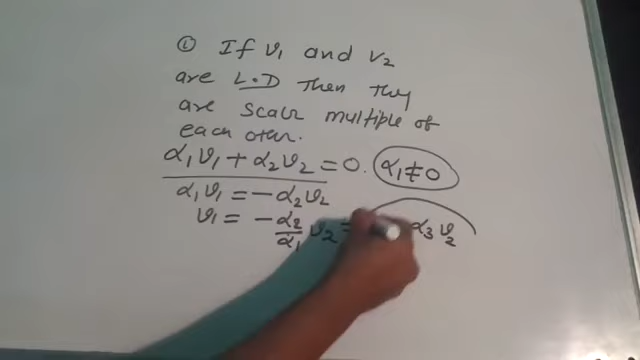 ① If v₁ and v₂
are L.D Then They
are Scalr multiple of
each other.
α₁v₁ + α₂v₂ = 0. α₁ ≠ 0
α₁v₁ = -α₂v₂
v₁ = -α₂/α₁ v₂ = α₃v₂